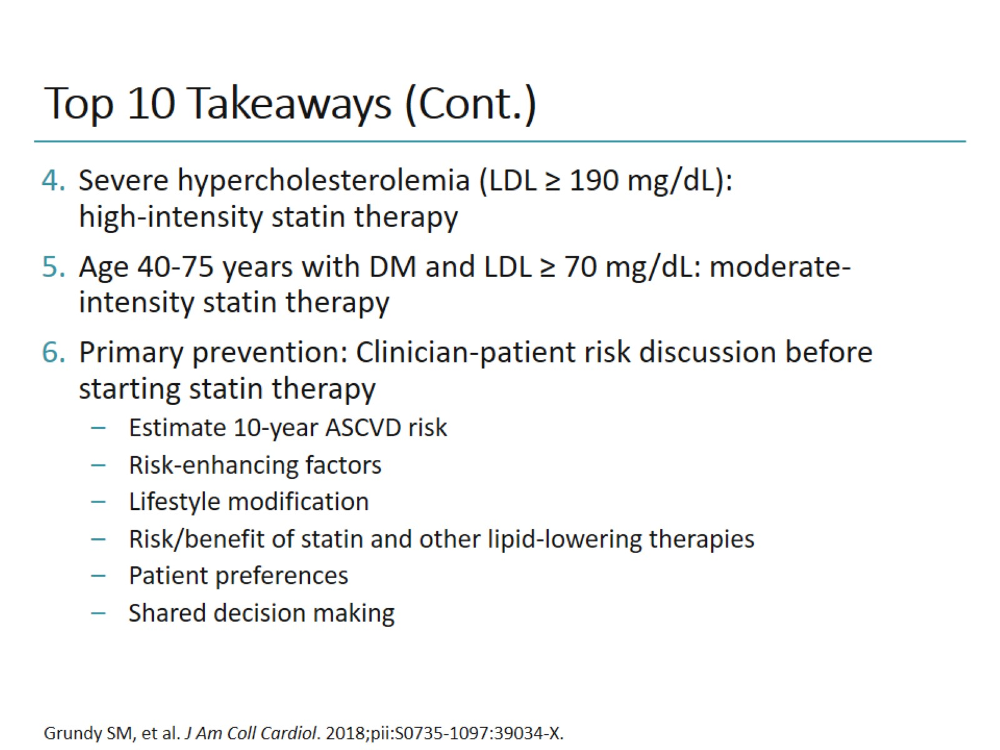 Top 10 Takeaways (Cont.)
4. Severe hypercholesterolemia (LDL ≥ 190 mg/dL):
high-intensity statin therapy
5. Age 40-75 years with DM and LDL ≥ 70 mg/dL: moderate-
intensity statin therapy
6. Primary prevention: Clinician-patient risk discussion before
starting statin therapy
– Estimate 10-year ASCVD risk
– Risk-enhancing factors
– Lifestyle modification
– Risk/benefit of statin and other lipid-lowering therapies
– Patient preferences
– Shared decision making
Grundy SM, et al. J Am Coll Cardiol. 2018;pii:S0735-1097:39034-X.